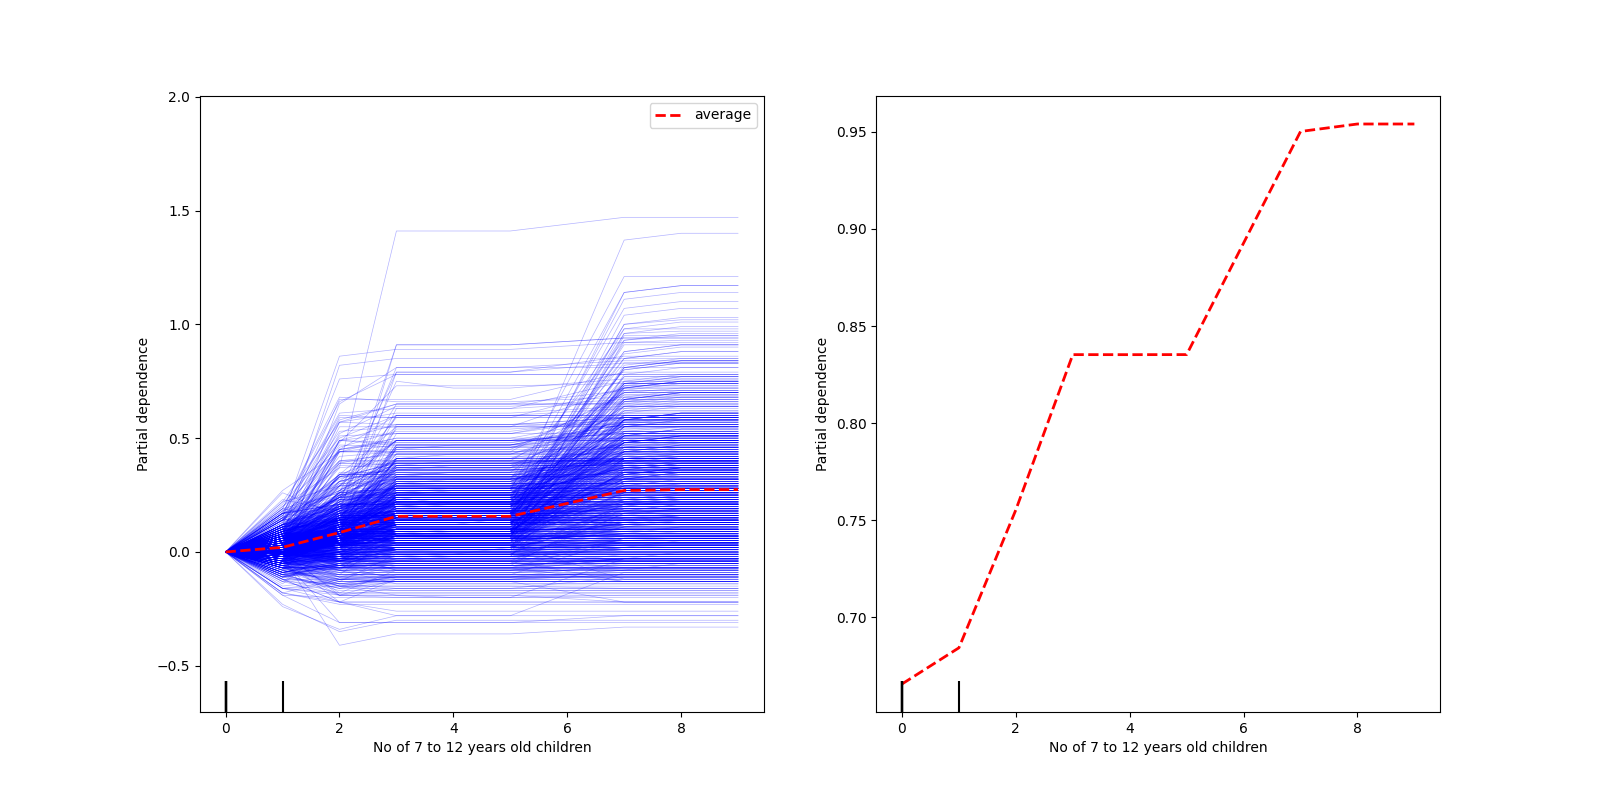 2.0
1.5
1.0
0.5
0.0
−0.5
Partial dependence
average
0 2 4 6 8
No of 7 to 12 years old children
0.95
0.90
0.85
0.80
0.75
0.70
Partial dependence
0 2 4 6 8
No of 7 to 12 years old children